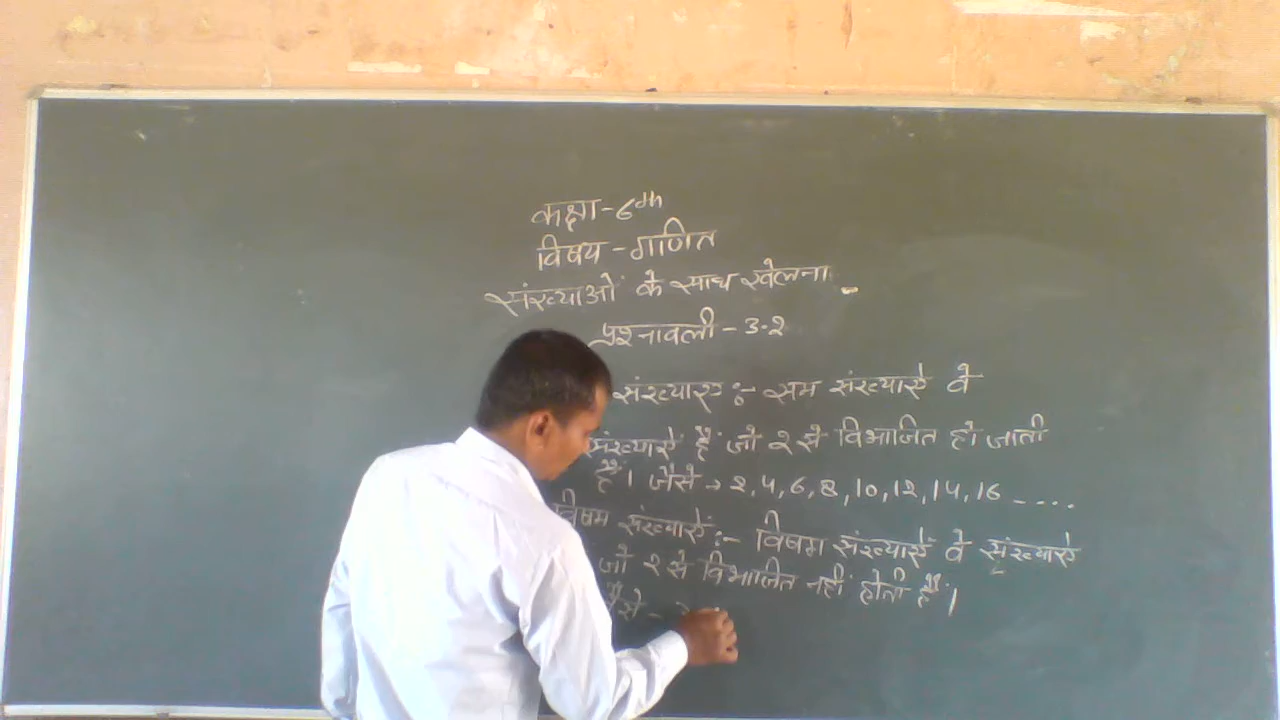 कक्षा-6th
विषय-गणित
संख्याओं के साथ खेलना
प्रश्नावली-3.2
संख्याएं :- सम संख्याऐं वे
संख्याऐं हैं जो 2 से विभाजित हो जाती
हैं। जैसे → 2,4,6,8,10,12,14,16 - ....
विषम संख्याऐं :- विषम संख्याऐं वे संख्याऐं
जो 2 से विभाजित नहीं होती हैं।